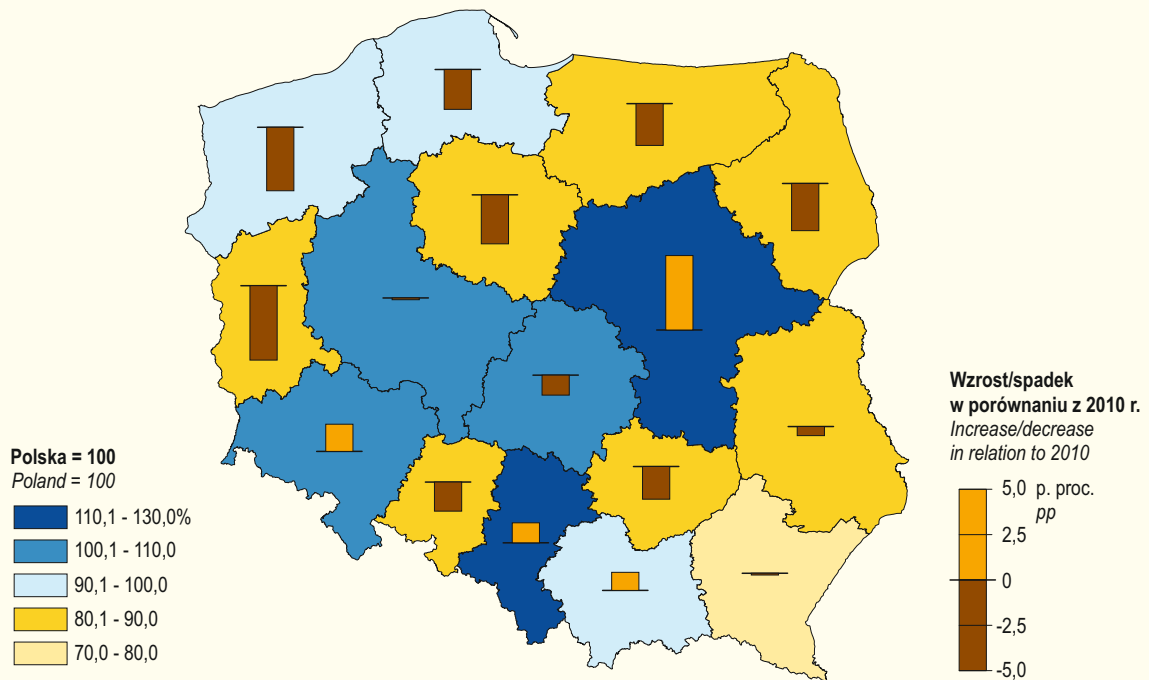 Polska = 100
Poland = 100
110,1 - 130,0%
100,1 - 110,0
90,1 - 100,0
80,1 - 90,0
70,0 - 80,0
Wzrost/spadek
w porównaniu z 2010 r.
Increase/decrease
in relation to 2010
5,0 p. proc.
pp
2,5
0
-2,5
-5,0